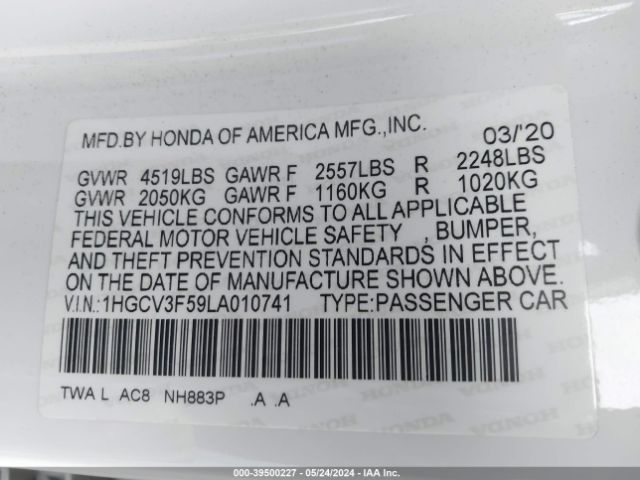 MFD.BY HONDA OF AMERICA MFG.,INC. 03/'20
GVWR 4519LBS GAWR F 2557LBS R 2248LBS
GVWR 2050KG GAWR F 1160KG R 1020KG
THIS VEHICLE CONFORMS TO ALL APPLICABLE
FEDERAL MOTOR VEHICLE SAFETY , BUMPER,
AND THEFT PREVENTION STANDARDS IN EFFECT
ON THE DATE OF MANUFACTURE SHOWN ABOVE.
V.I.N.:1HGCV3F59LA010741 TYPE:PASSENGER CAR
TWA L AC8 NH883P .A .A
000-39500227 - 05/24/2024 - IAA Inc.